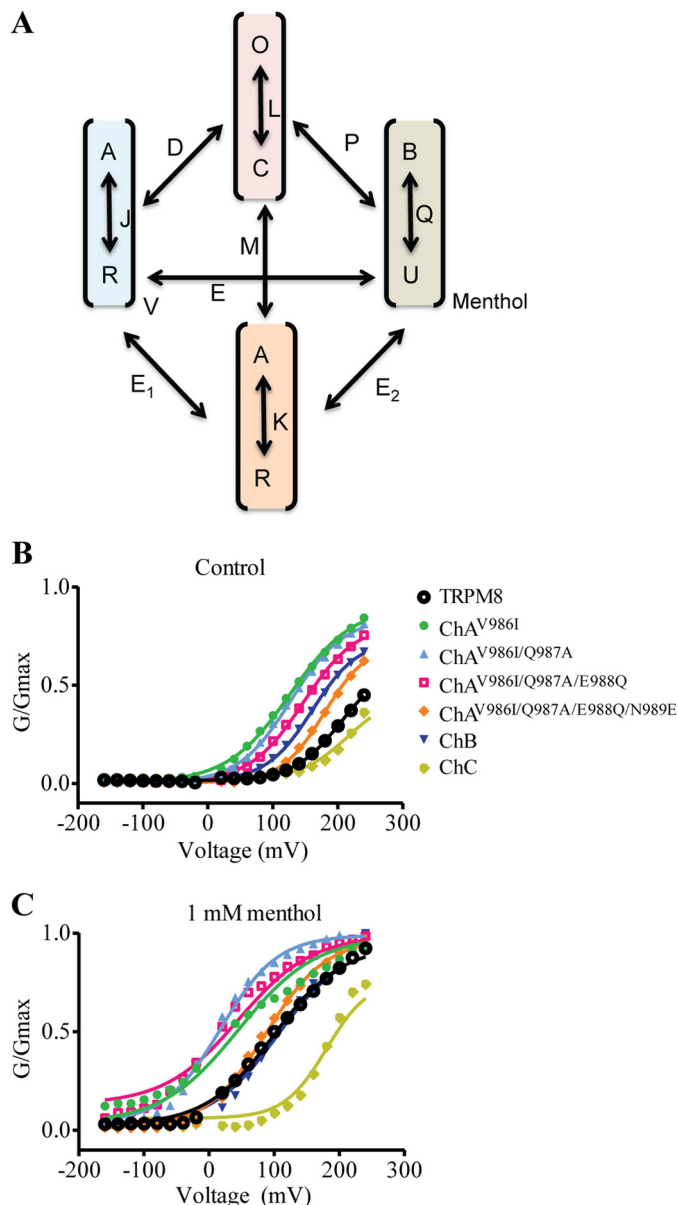 A
O
L
C
D
P
A
J
R
B
Q
U
M
E
V
Menthol
A
K
R
E1
E2
B
Control
1.0
0.5
0.0
G/Gmax
-200 -100 0 100 200 300
Voltage (mV)
TRPM8
ChAV986I
ChAV986I/Q987A
ChAV986I/Q987A/E988Q
ChAV986I/Q987A/E988Q/N989E
ChB
ChC
C
1 mM menthol
1.0
0.5
0.0
G/Gmax
-200 -100 0 100 200 300
Voltage (mV)